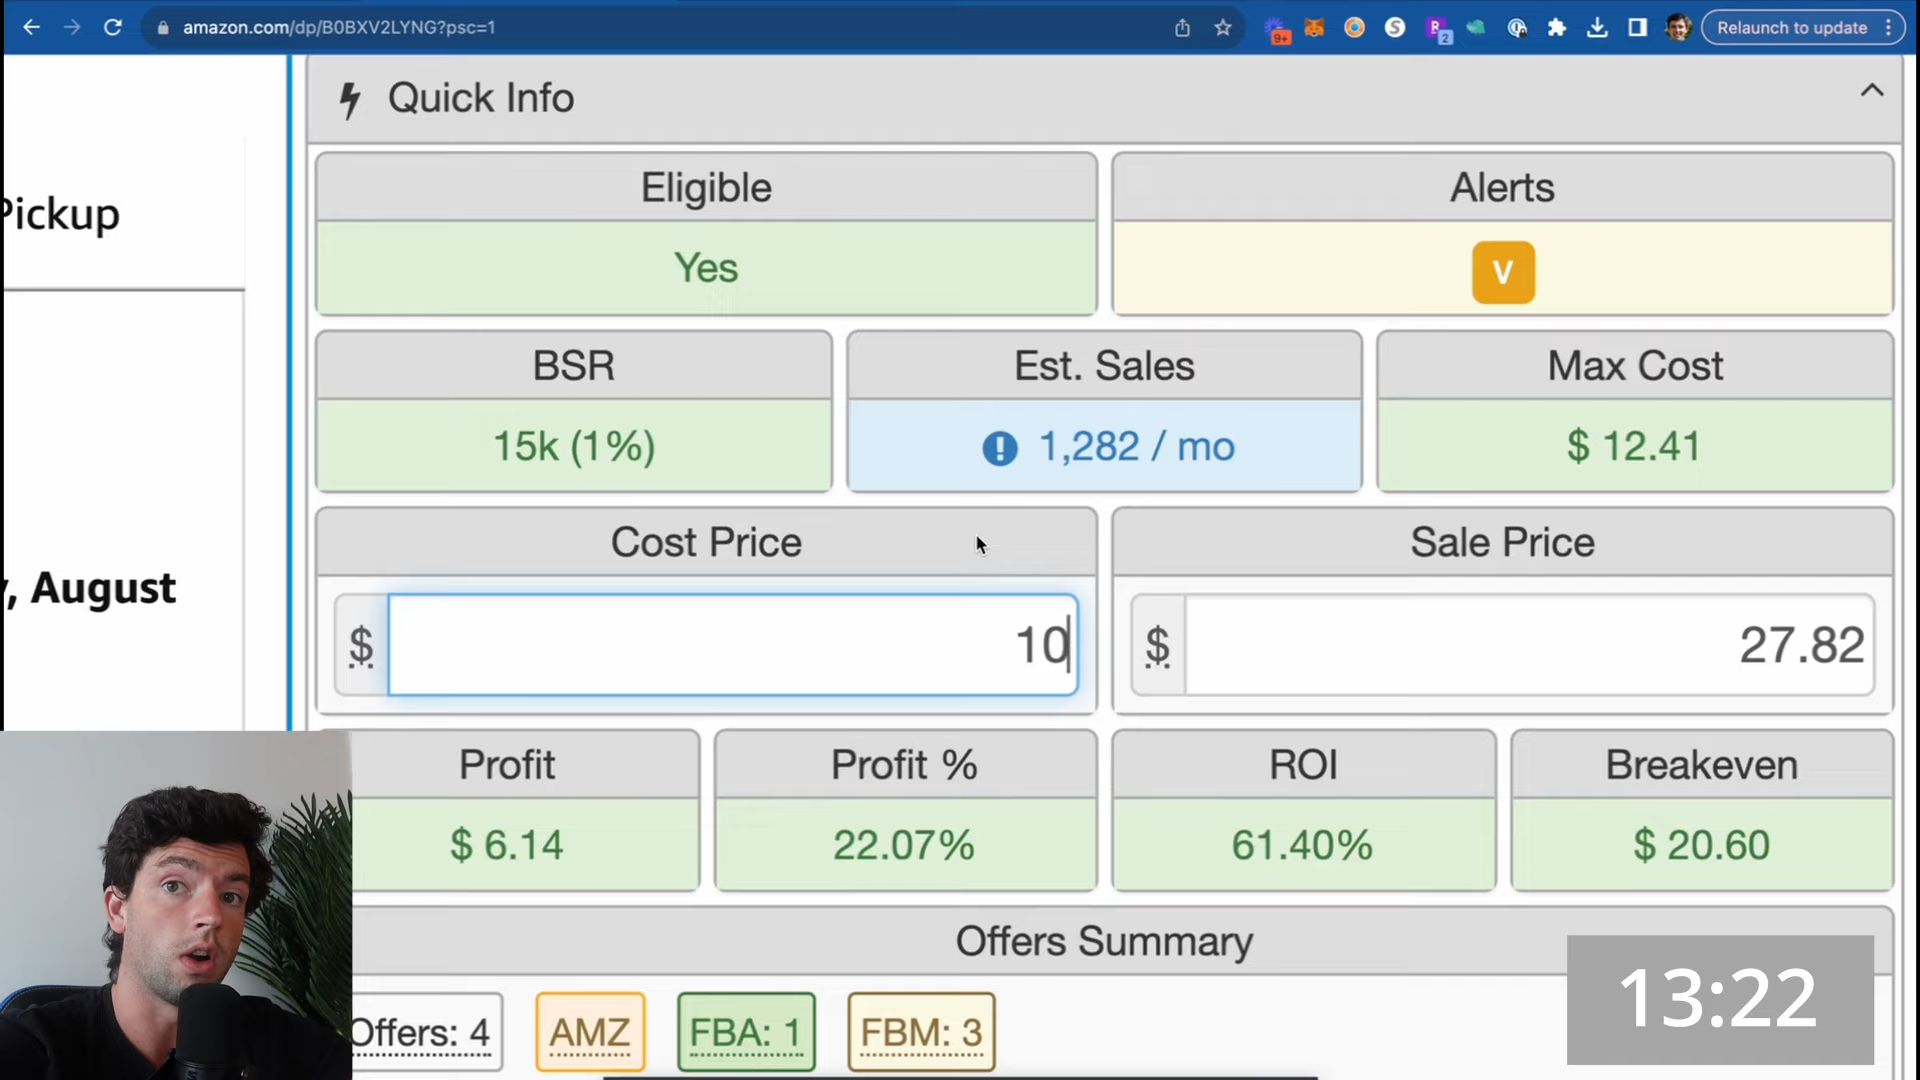 amazon.com/dp/B0BXV2LYNG?psc=1
9+
S
2
Relaunch to update
Quick Info
Pickup
Eligible
Alerts
Yes
V
BSR
Est. Sales
Max Cost
15k (1%)
1,282 / mo
$ 12.41
Cost Price
Sale Price
, August
$
10
$
27.82
Profit
Profit %
ROI
Breakeven
$ 6.14
22.07%
61.40%
$ 20.60
Offers Summary
Offers: 4
AMZ
FBA: 1
FBM: 3
13:22